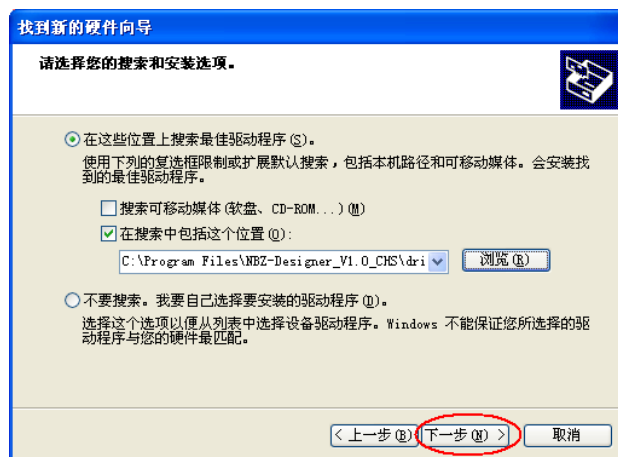 找到新的硬件向导
请选择您的搜索和安装选项。
在这些位置上搜索最佳驱动程序(S)。
使用下列的复选框限制或扩展默认搜索，包括本机路径和可移动媒体。会安装找
到的最佳驱动程序。
搜索可移动媒体(软盘、CD-ROM...)(M)
在搜索中包括这个位置(O):
C:\Program Files\NBZ-Designer_V1.0_CHS\dri
浏览(R)
不要搜索。我要自己选择要安装的驱动程序(D)。
选择这个选项以便从列表中选择设备驱动程序。Windows 不能保证您所选择的驱
动程序与您的硬件最匹配。
< 上一步(B) 下一步(N) > 取消